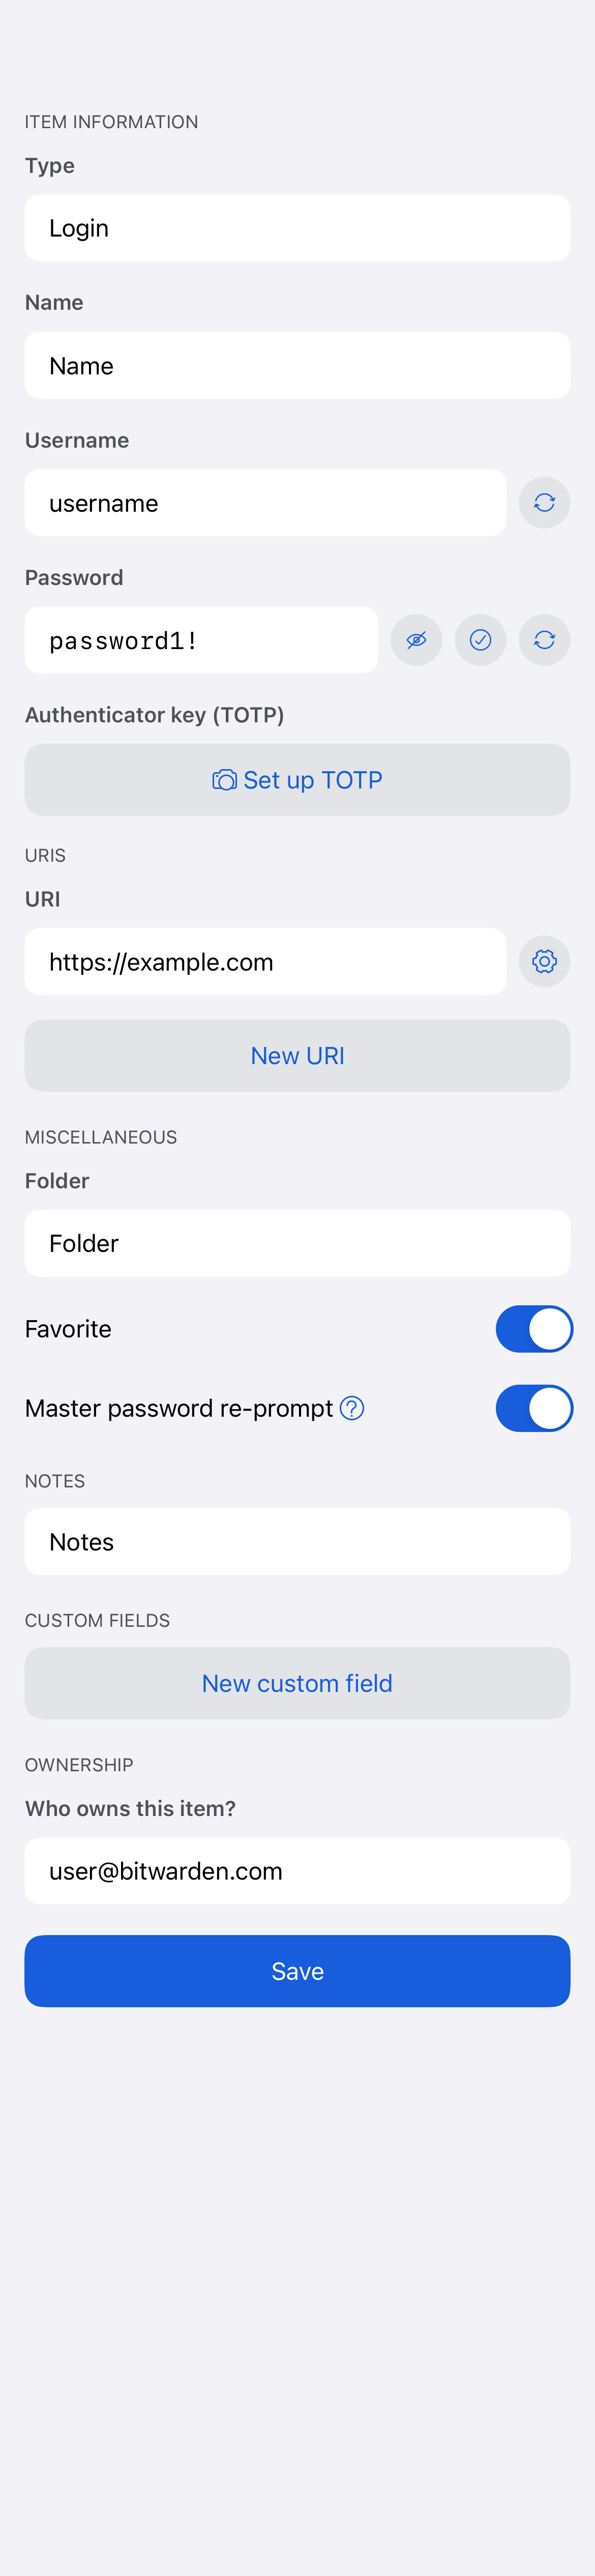 ITEM INFORMATION
Type
Login
Name
Name
Username
username
Password
password1!
Authenticator key (TOTP)
Set up TOTP
URIS
URI
https://example.com
New URI
MISCELLANEOUS
Folder
Folder
Favorite
Master password re-prompt
NOTES
Notes
CUSTOM FIELDS
New custom field
OWNERSHIP
Who owns this item?
user@bitwarden.com
Save